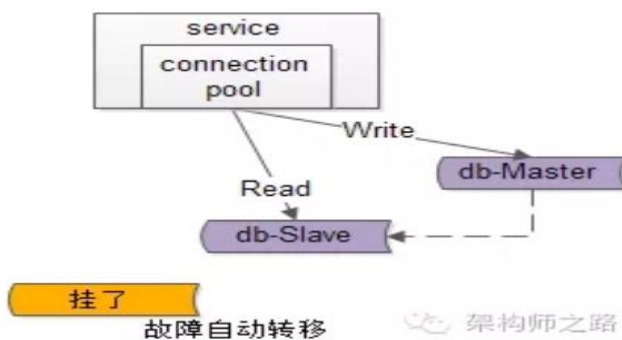 service
connection
pool
Write
db-Master
Read
db-Slave
挂了
故障自动转移
架构师之路